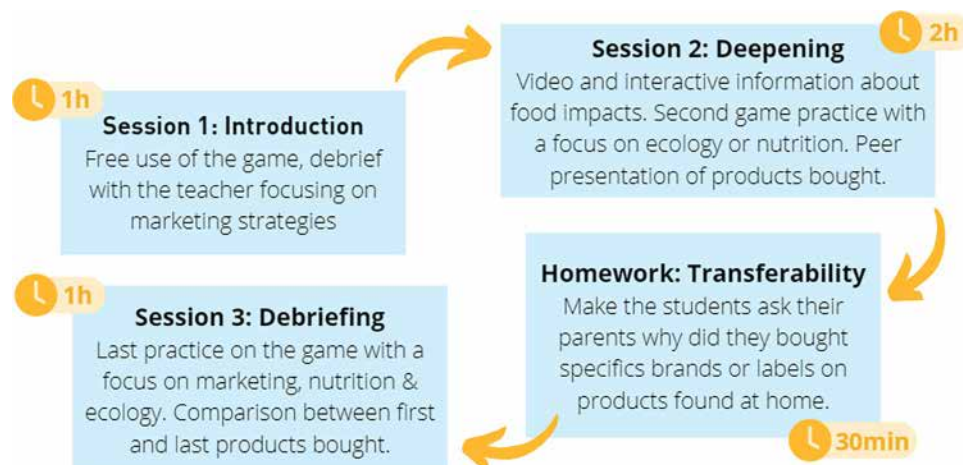 1h
Session 1: Introduction
Free use of the game, debrief
with the teacher focusing on
marketing strategies
2h
Session 2: Deepening
Video and interactive information about
food impacts. Second game practice with
a focus on ecology or nutrition. Peer
presentation of products bought.
Homework: Transferability
Make the students ask their
parents why did they bought
specifics brands or labels on
products found at home.
30min
1h
Session 3: Debriefing
Last practice on the game with a
focus on marketing, nutrition &
ecology. Comparison between first
and last products bought.